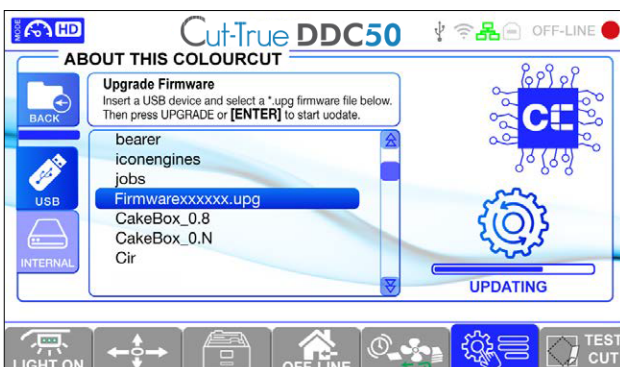 MODE
HD
Cut-True DDC50
OFF-LINE
ABOUT THIS COLOURCUT
BACK
Upgrade Firmware
Insert a USB device and select a *.upg firmware file below.
Then press UPGRADE or [ENTER] to start uodate.
USB
INTERNAL
bearer
iconengines
jobs
Firmwarexxxxxx.upg
CakeBox_0.8
CakeBox_0.N
Cir
CE
UPDATING
LIGHT ON
OFF-LINE
TEST
CUT